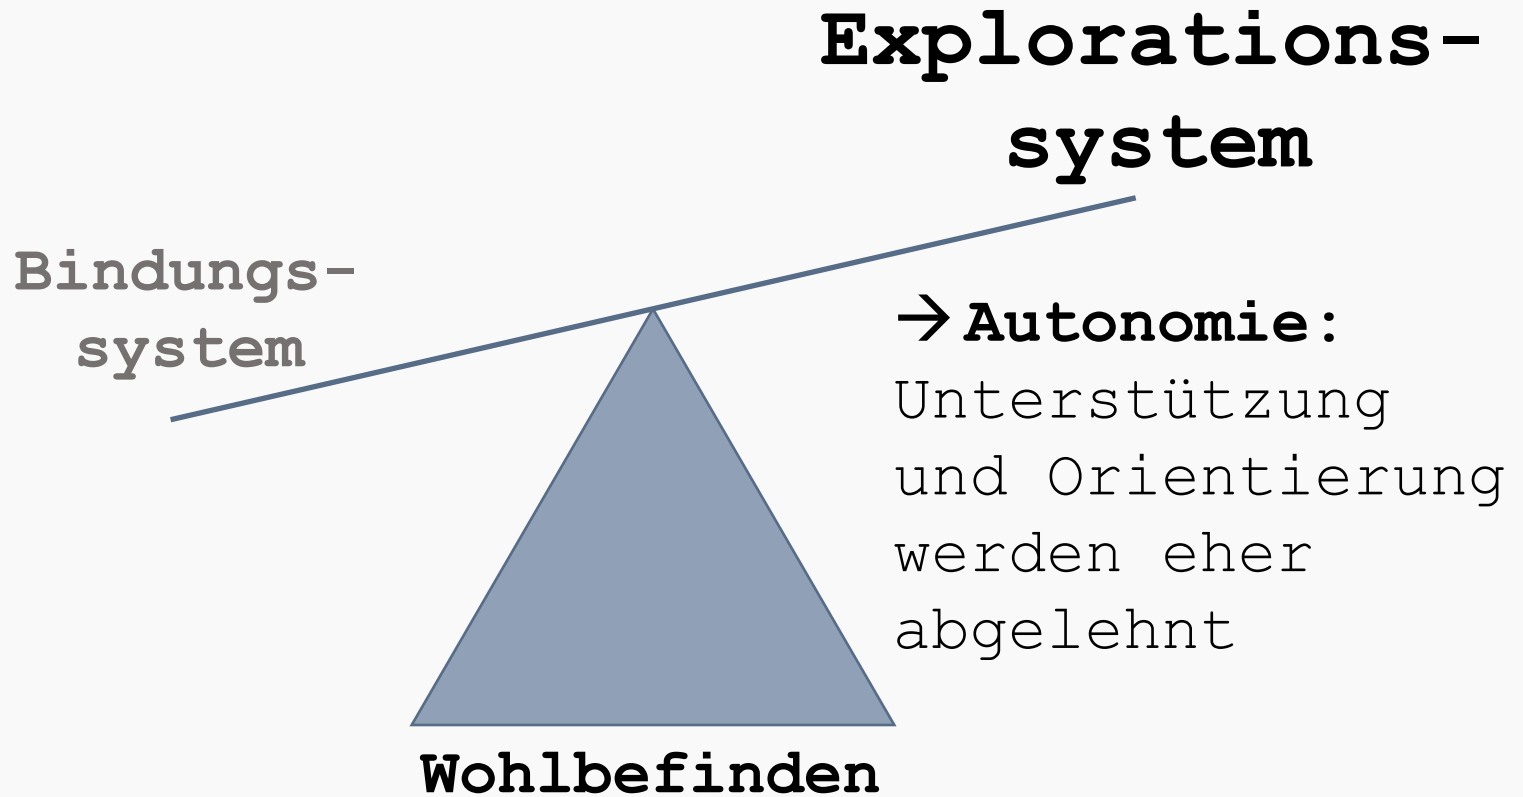 Explorations-
system
Bindungs-
system
→ Autonomie:
Unterstützung
und Orientierung
werden eher
abgelehnt
Wohlbefinden